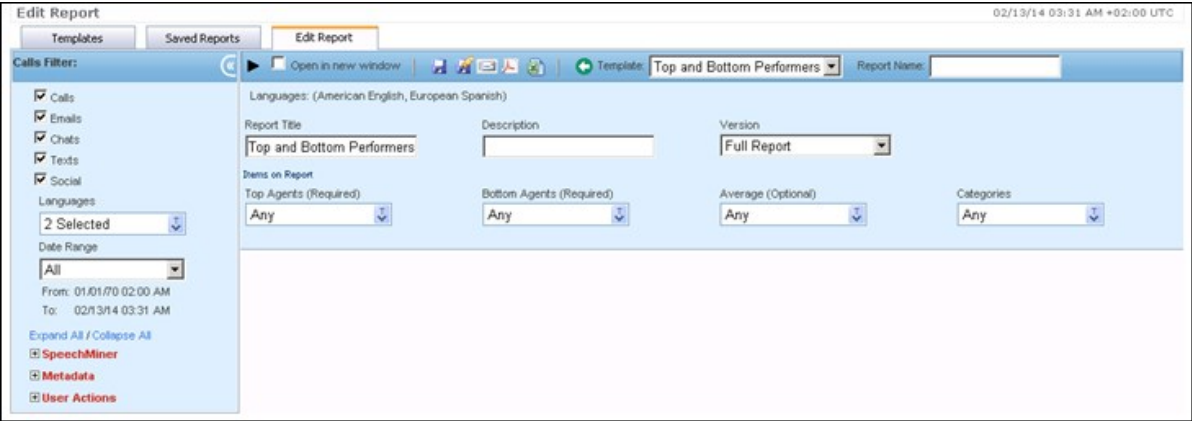 Edit Report
02/13/14 03:31 AM +02:00 UTC
Templates
Saved Reports
Edit Report
Calls Filter:
Open in new window
Template: Top and Bottom Performers
Report Name:
Calls
Emails
Chats
Texts
Social
Languages
2 Selected
Date Range
All
From: 01/01/70 02:00 AM
To: 02/13/14 03:31 AM
Expand All / Collapse All
SpeechMiner
Metadata
User Actions
Languages: (American English, European Spanish)
Report Title
Description
Version
Top and Bottom Performers
Full Report
Items on Report
Top Agents (Required)
Bottom Agents (Required)
Average (Optional)
Categories
Any
Any
Any
Any